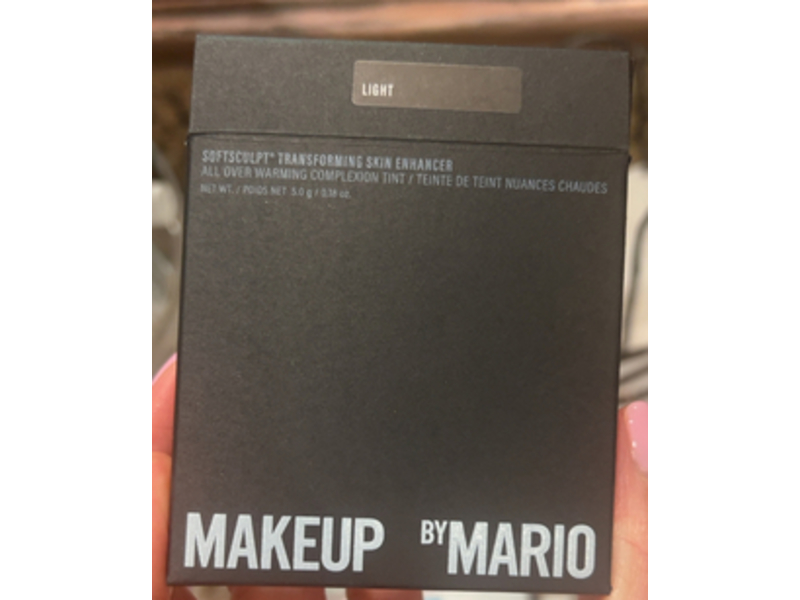 LIGHT
SOFTSCULPT™ TRANSFORMING SKIN ENHANCER
ALL OVER WARMING COMPLEXION TINT / TEINTE DE TEINT NUANCES CHAUDES
NET WT. / POIDS NET 5.0 g / 0.18 oz.
MAKEUP BY MARIO